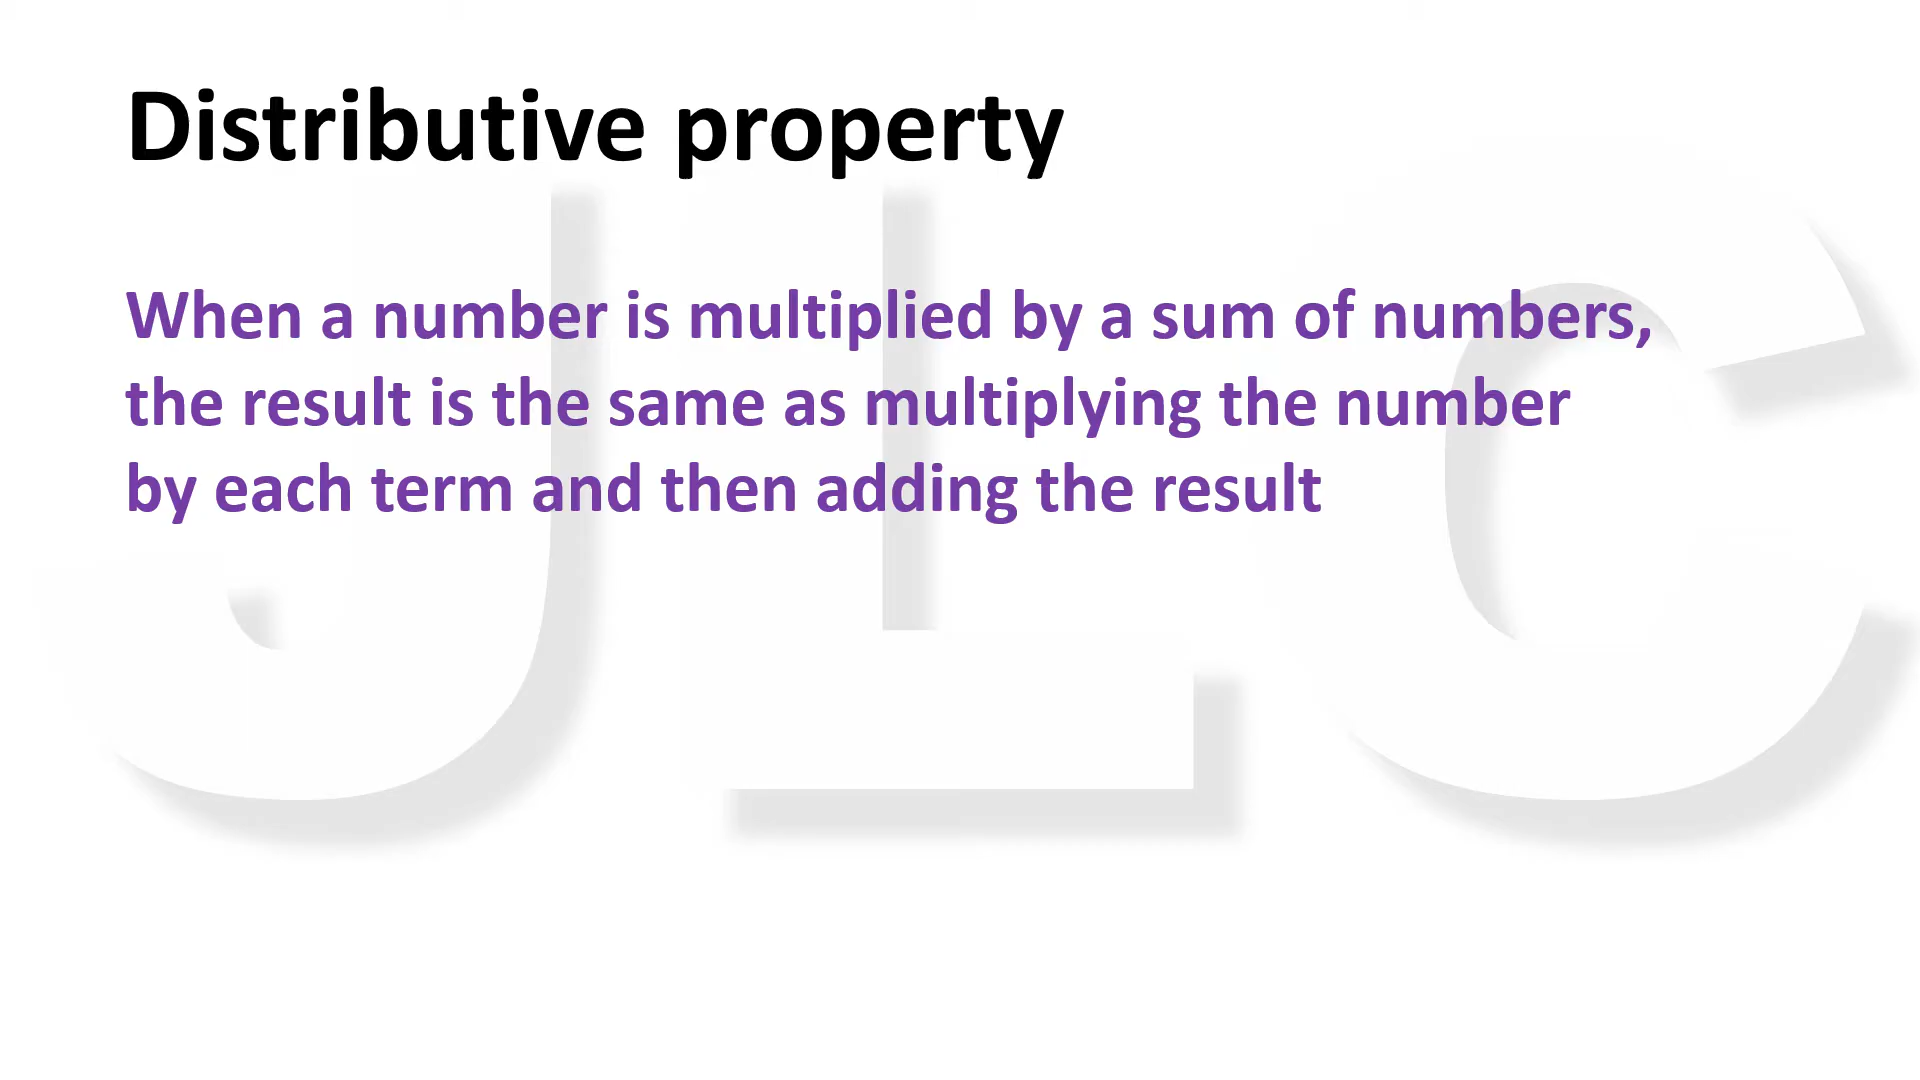 Distributive property
When a number is multiplied by a sum of numbers,
the result is the same as multiplying the number
by each term and then adding the result
JLC